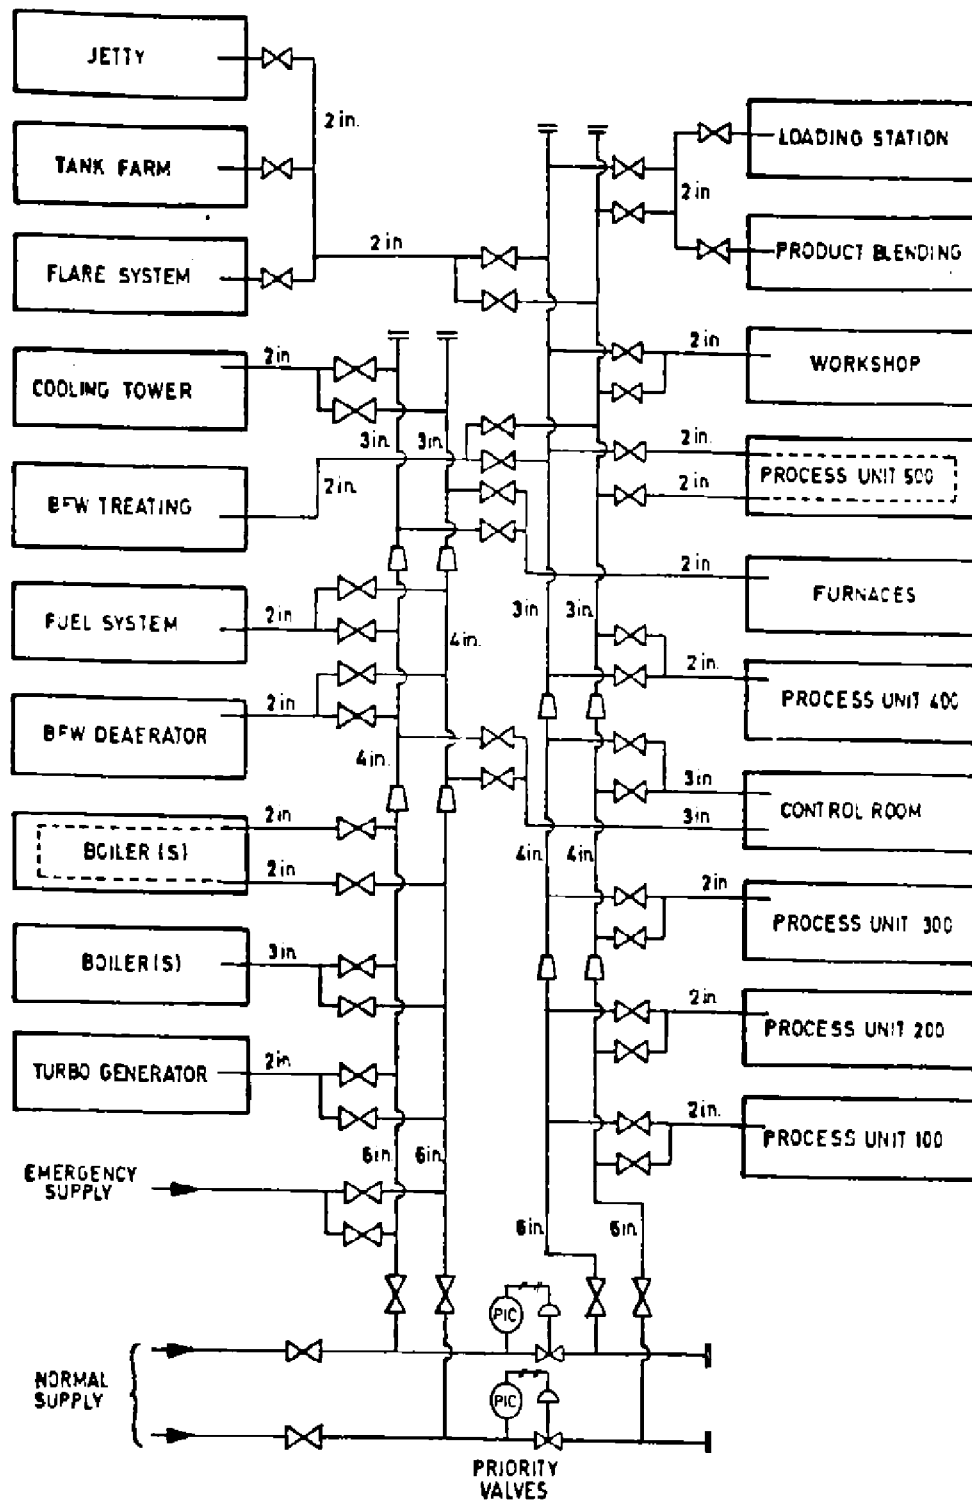 JETTY
2 in.
TANK FARM
FLARE SYSTEM
2 in
LOADING STATION
2 in
PRODUCT BLENDING
COOLING TOWER
2 in
WORKSHOP
2 in
3 in.
3 in.
BFW TREATING
2 in.
PROCESS UNIT 500
2 in.
2 in
FURNACES
2 in
FUEL SYSTEM
2 in
4 in.
3 in
3 in.
PROCESS UNIT 400
2 in.
BFW DEAERATOR
2 in
4 in.
CONTROL ROOM
3 in
3 in
BOILER (S)
2 in
2 in
4 in
4 in.
PROCESS UNIT 300
2 in
BOILER (S)
3 in
PROCESS UNIT 200
2 in
TURBO GENERATOR
2 in
PROCESS UNIT 100
2 in.
6 in.
6 in.
EMERGENCY
SUPPLY
6 in.
6 in.
PIC
NORMAL
SUPPLY
PIC
PRIORITY
VALVES